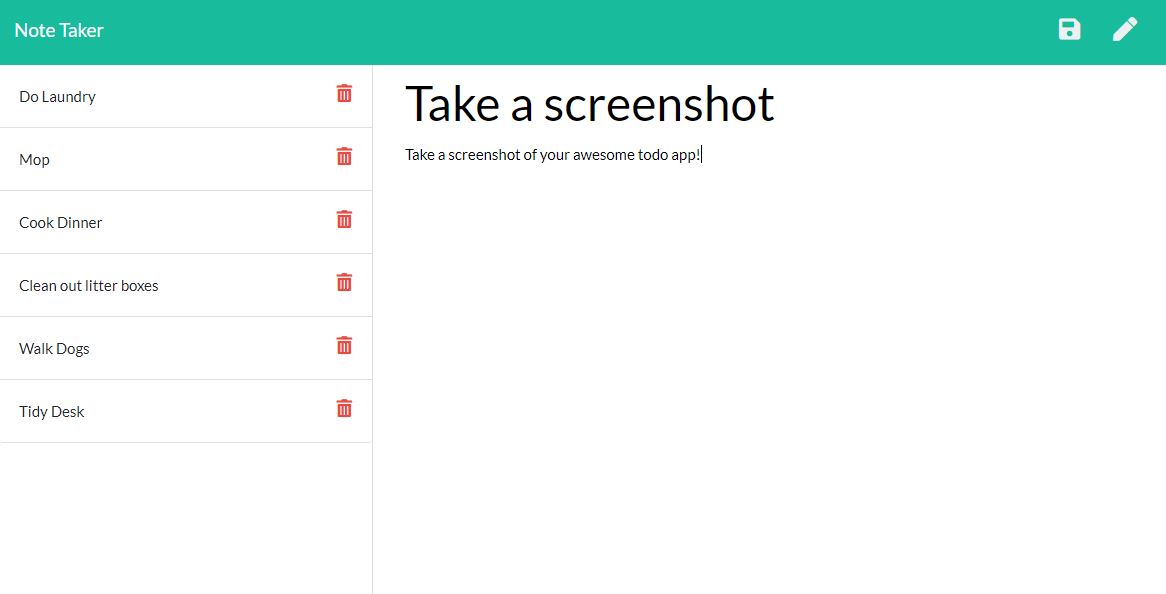 Note Taker
Do Laundry
Mop
Cook Dinner
Clean out litter boxes
Walk Dogs
Tidy Desk
Take a screenshot
Take a screenshot of your awesome todo app!